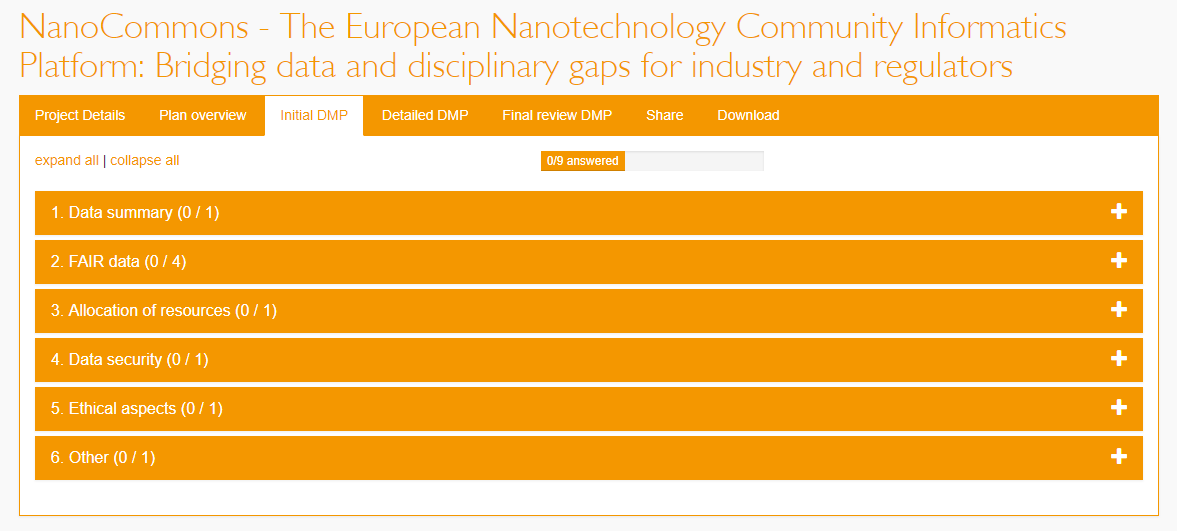 NanoCommons - The European Nanotechnology Community Informatics
Platform: Bridging data and disciplinary gaps for industry and regulators
Project Details Plan overview Initial DMP Detailed DMP Final review DMP Share Download
expand all | collapse all 0/9 answered
1. Data summary (0 / 1)
2. FAIR data (0 / 4)
3. Allocation of resources (0 / 1)
4. Data security (0 / 1)
5. Ethical aspects (0 / 1)
6. Other (0 / 1)